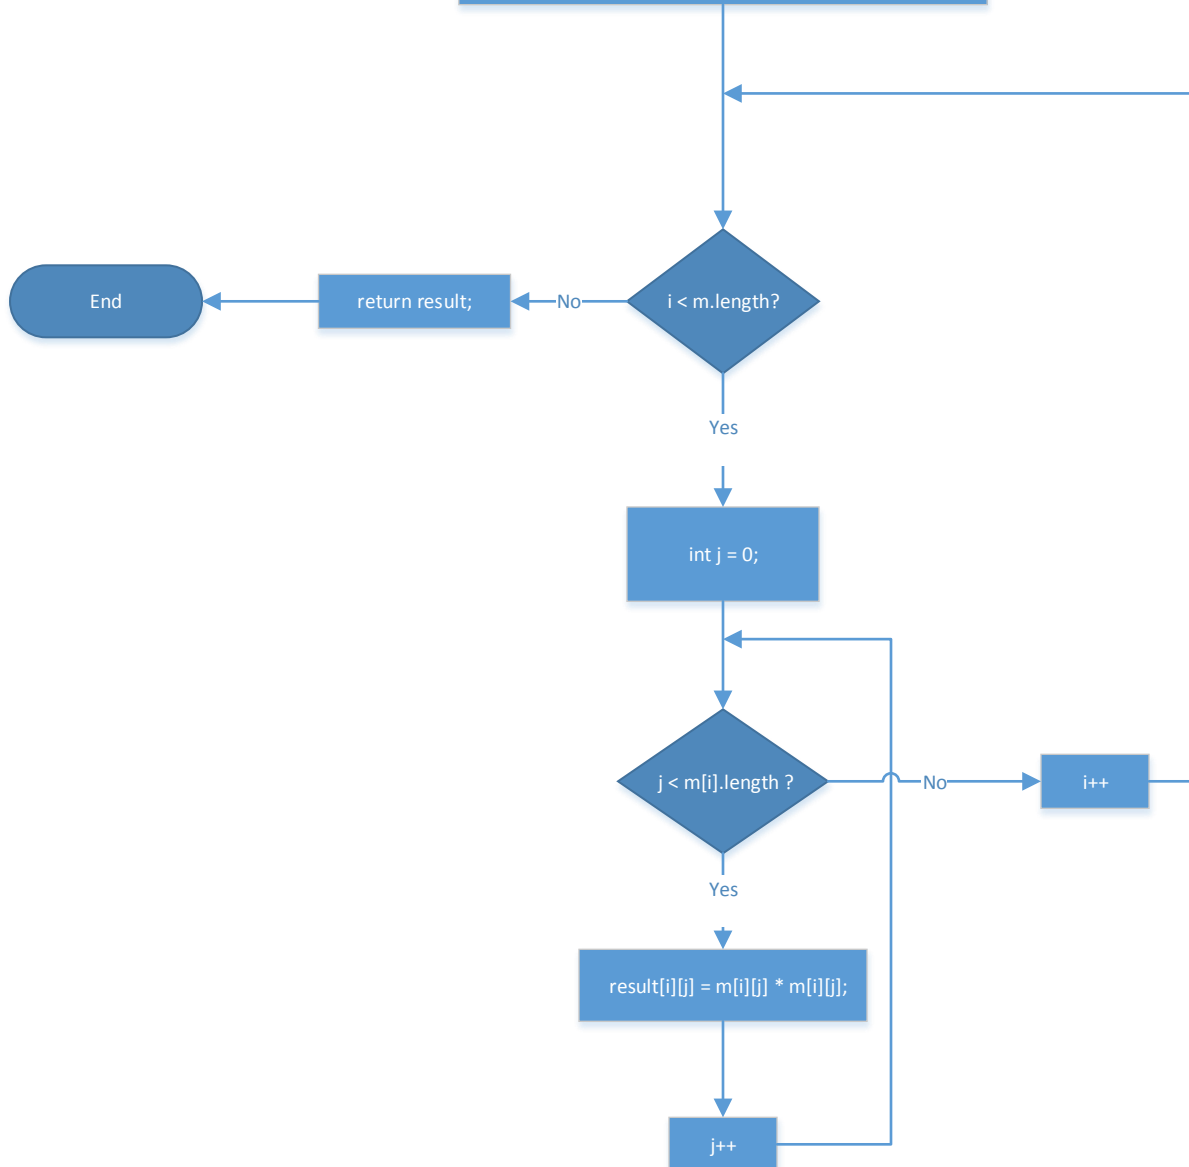 i < m.length?
No
return result;
End
Yes
int j = 0;
j < m[i].length ?
No
i++
Yes
result[i][j] = m[i][j] * m[i][j];
j++